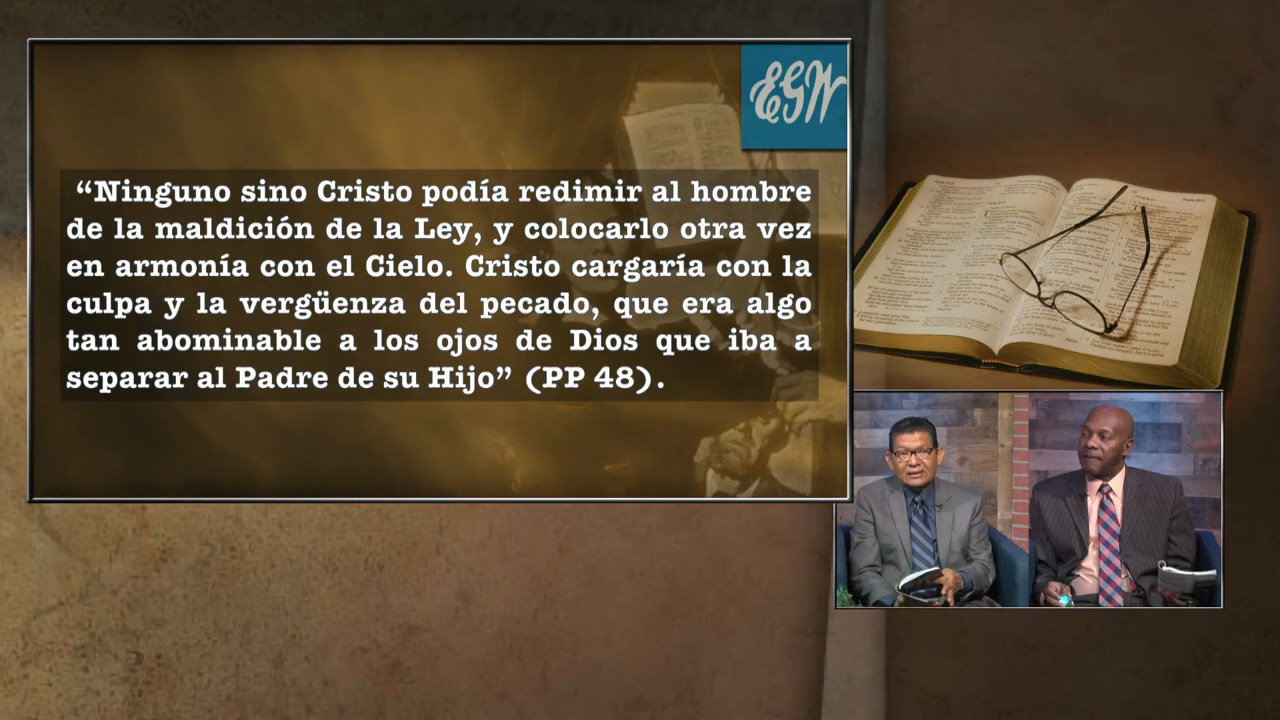 EGW
“Ninguno sino Cristo podía redimir al hombre
de la maldición de la Ley, y colocarlo otra vez
en armonía con el Cielo. Cristo cargaría con la
culpa y la vergüenza del pecado, que era algo
tan abominable a los ojos de Dios que iba a
separar al Padre de su Hijo” (PP 48).